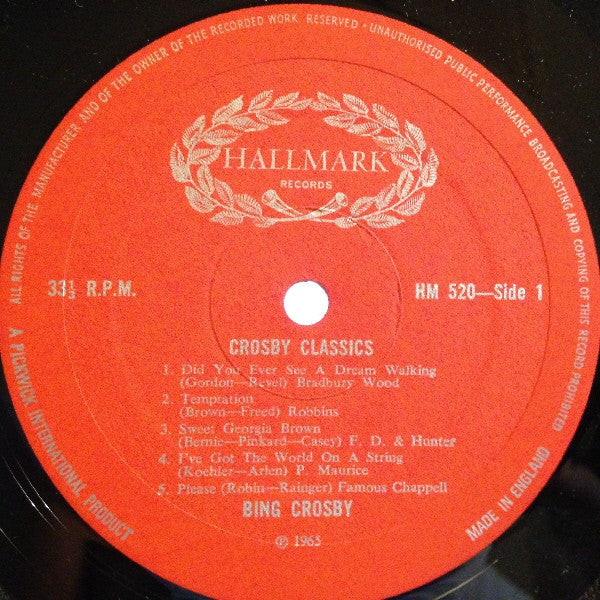 ALL RIGHTS OF THE MANUFACTURER AND OF THE OWNER OF THE RECORDED WORK RESERVED - UNAUTHORISED PUBLIC PERFORMANCE BROADCASTING AND COPYING OF THIS RECORD PROHIBITED
HALLMARK
RECORDS
33⅓ R.P.M.
HM 520—Side 1
CROSBY CLASSICS
1. Did You Ever See A Dream Walking
(Gordon—Revel) Bradbury Wood
2. Temptation
(Brown—Freed) Robbins
3. Sweet Georgia Brown
(Bernie—Pinkard—Casey) F. D. & Hunter
4. I've Got The World On A String
(Koehler—Arlen) P. Maurice
5. Please (Robin—Rainger) Famous Chappell
BING CROSBY
℗ 1963
A PICKWICK INTERNATIONAL PRODUCT
MADE IN ENGLAND